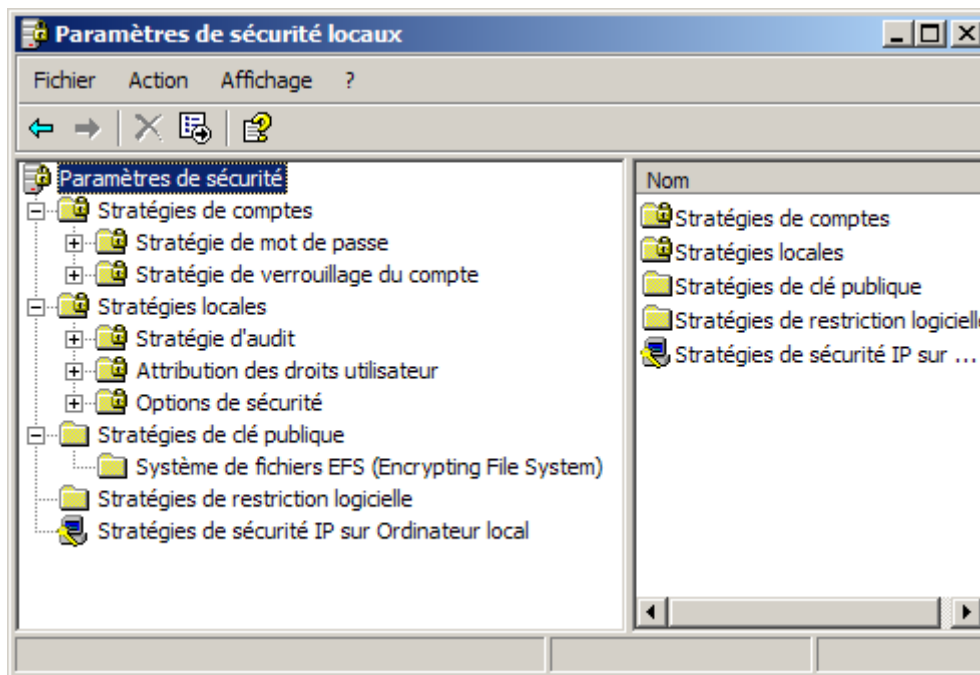 Paramètres de sécurité locaux
Fichier Action Affichage ?
Paramètres de sécurité
Stratégies de comptes
Stratégie de mot de passe
Stratégie de verrouillage du compte
Stratégies locales
Stratégie d'audit
Attribution des droits utilisateur
Options de sécurité
Stratégies de clé publique
Système de fichiers EFS (Encrypting File System)
Stratégies de restriction logicielle
Stratégies de sécurité IP sur Ordinateur local
Nom
Stratégies de comptes
Stratégies locales
Stratégies de clé publique
Stratégies de restriction logicielle
Stratégies de sécurité IP sur ...